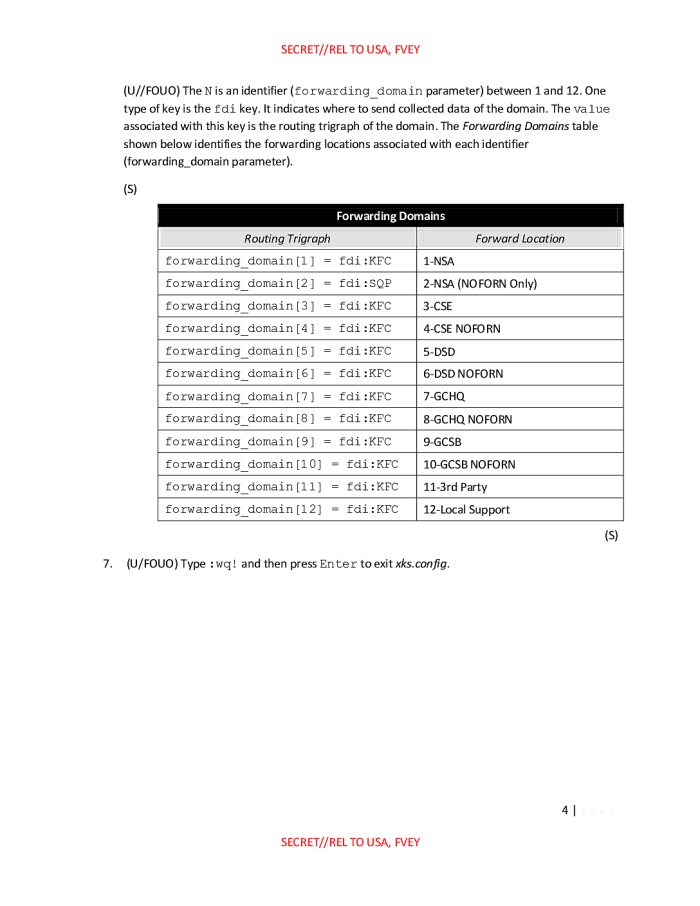 SECRET//REL TO USA, FVEY
(U//FOUO) The N is an identifier (forwarding_domain parameter) between 1 and 12. One
type of key is the fdi key. It indicates where to send collected data of the domain. The value
associated with this key is the routing trigraph of the domain. The Forwarding Domains table
shown below identifies the forwarding locations associated with each identifier
(forwarding_domain parameter).
(S)
Forwarding Domains
Routing Trigraph Forward Location
forwarding_domain[1] = fdi:KFC 1-NSA
forwarding_domain[2] = fdi:SQP 2-NSA (NOFORN Only)
forwarding_domain[3] = fdi:KFC 3-CSE
forwarding_domain[4] = fdi:KFC 4-CSE NOFORN
forwarding_domain[5] = fdi:KFC 5-DSD
forwarding_domain[6] = fdi:KFC 6-DSD NOFORN
forwarding_domain[7] = fdi:KFC 7-GCHQ
forwarding_domain[8] = fdi:KFC 8-GCHQ NOFORN
forwarding_domain[9] = fdi:KFC 9-GCSB
forwarding_domain[10] = fdi:KFC 10-GCSB NOFORN
forwarding_domain[11] = fdi:KFC 11-3rd Party
forwarding_domain[12] = fdi:KFC 12-Local Support
(S)
7. (U/FOUO) Type :wq! and then press Enter to exit xks.config.
4 |
SECRET//REL TO USA, FVEY